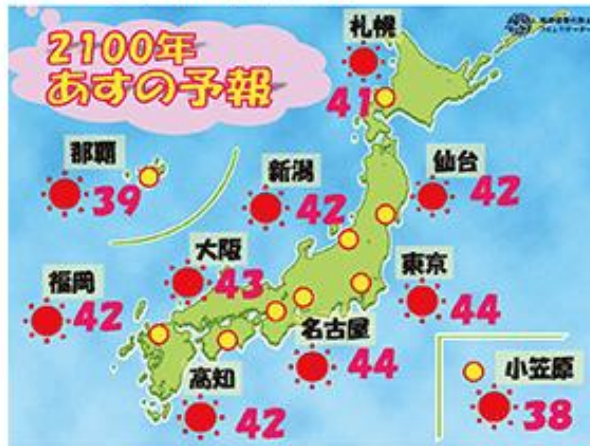 2100年
あすの予報
札幌
41
那覇
39
新潟
42
仙台
42
大阪
43
福岡
42
東京
44
名古屋
44
高知
42
小笠原
38